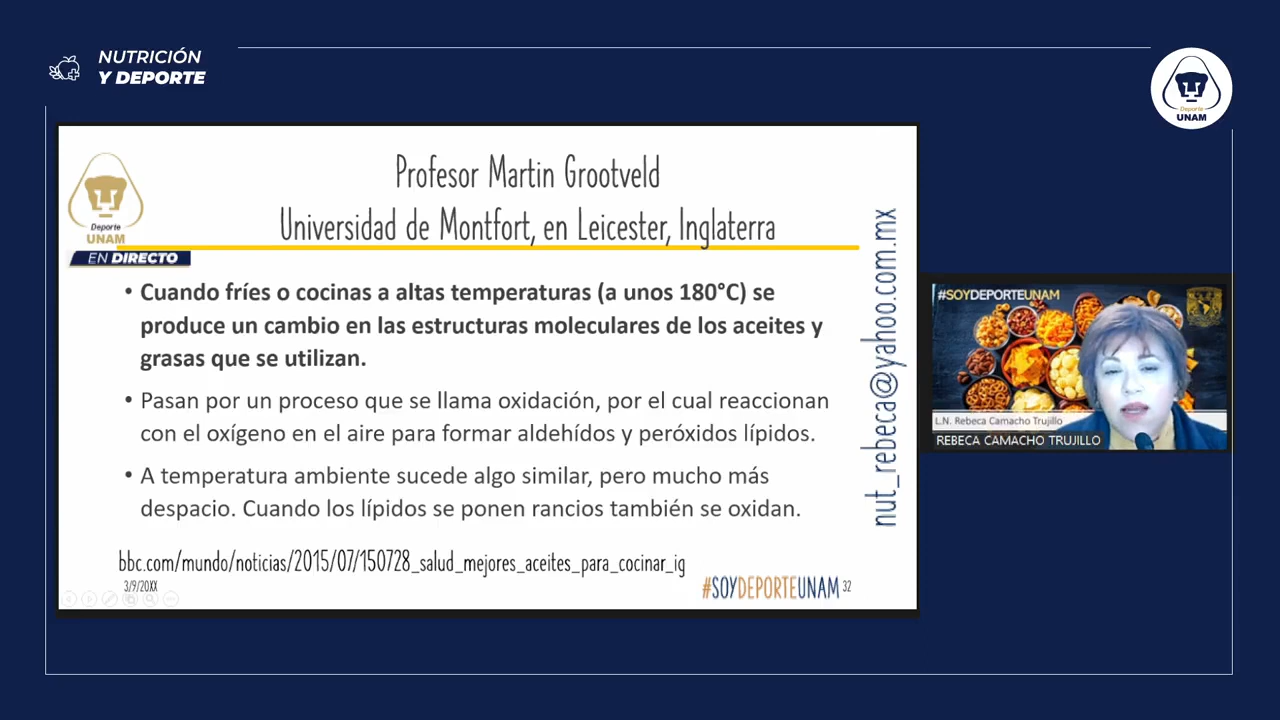 NUTRICIÓN
Y DEPORTE
Deporte
UNAM
Deporte
UNAM
EN DIRECTO
Profesor Martin Grootveld
Universidad de Montfort, en Leicester, Inglaterra
• Cuando fríes o cocinas a altas temperaturas (a unos 180°C) se
produce un cambio en las estructuras moleculares de los aceites y
grasas que se utilizan.
• Pasan por un proceso que se llama oxidación, por el cual reaccionan
con el oxígeno en el aire para formar aldehídos y peróxidos lípidos.
• A temperatura ambiente sucede algo similar, pero mucho más
despacio. Cuando los lípidos se ponen rancios también se oxidan.
bbc.com/mundo/noticias/2015/07/150728_salud_mejores_aceites_para_cocinar_ig
3/9/20XX
#SOYDEPORTEUNAM 32
nut_rebeca@yahoo.com.mx
#SOYDEPORTEUNAM
L.N. Rebeca Camacho Trujillo
REBECA CAMACHO TRUJILLO